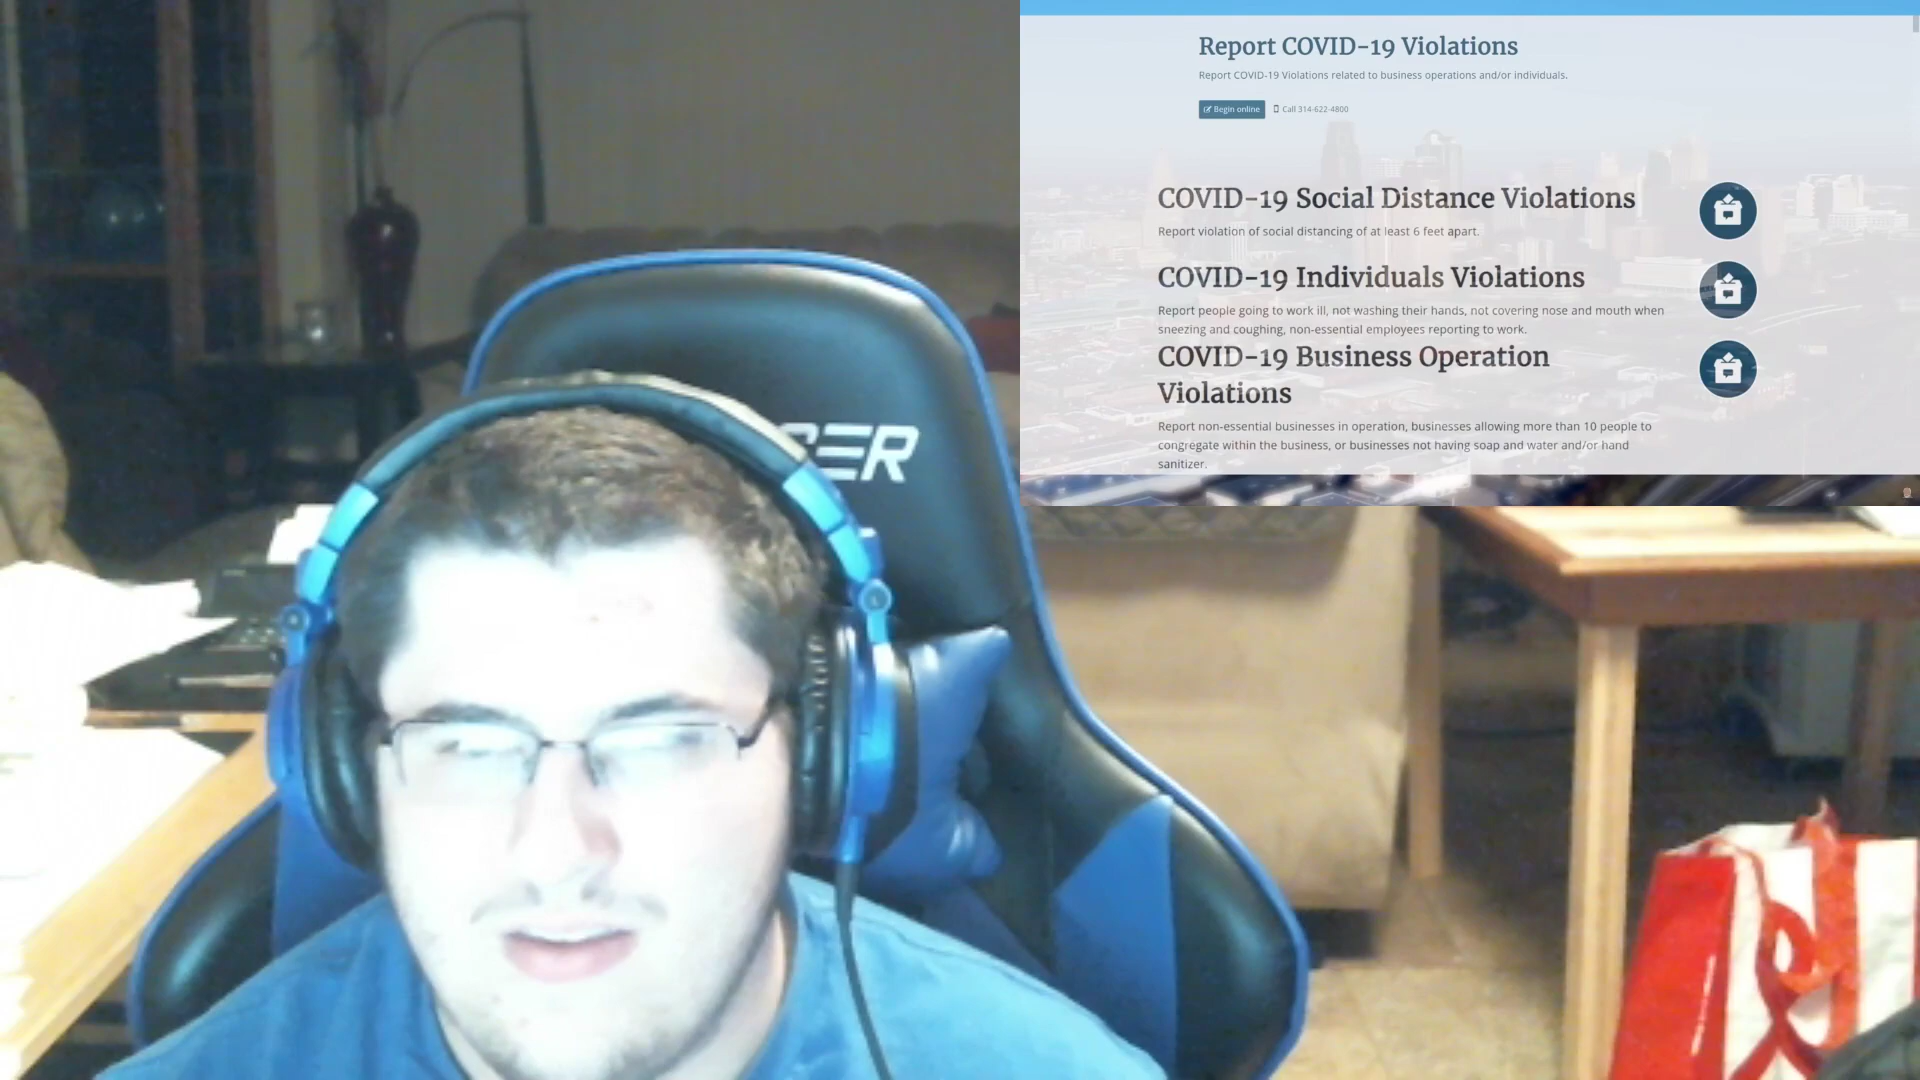 Report COVID-19 Violations
Report COVID-19 Violations related to business operations and/or individuals.
Begin online
Call 314-622-4800
COVID-19 Social Distance Violations
Report violation of social distancing of at least 6 feet apart.
COVID-19 Individuals Violations
Report people going to work ill, not washing their hands, not covering nose and mouth when
sneezing and coughing, non-essential employees reporting to work.
COVID-19 Business Operation
Violations
Report non-essential businesses in operation, businesses allowing more than 10 people to
congregate within the business, or businesses not having soap and water and/or hand
sanitizer.